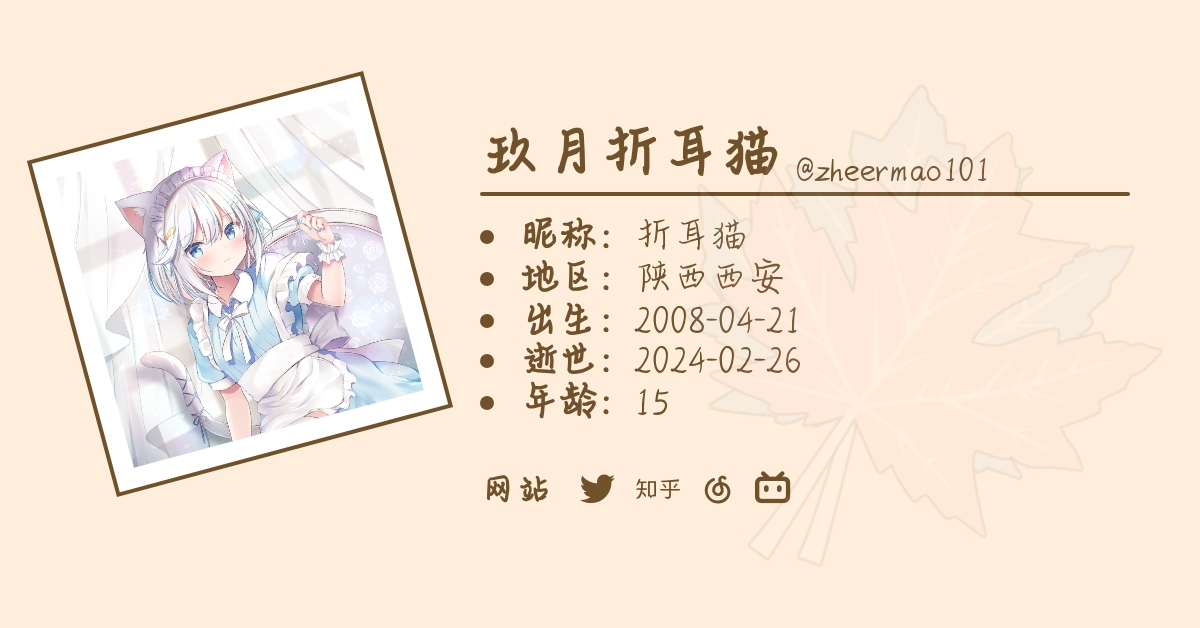 玖月折耳猫 @zheermao101
昵称: 折耳猫
地区: 陕西西安
出生: 2008-04-21
逝世: 2024-02-26
年龄: 15
网站 知乎